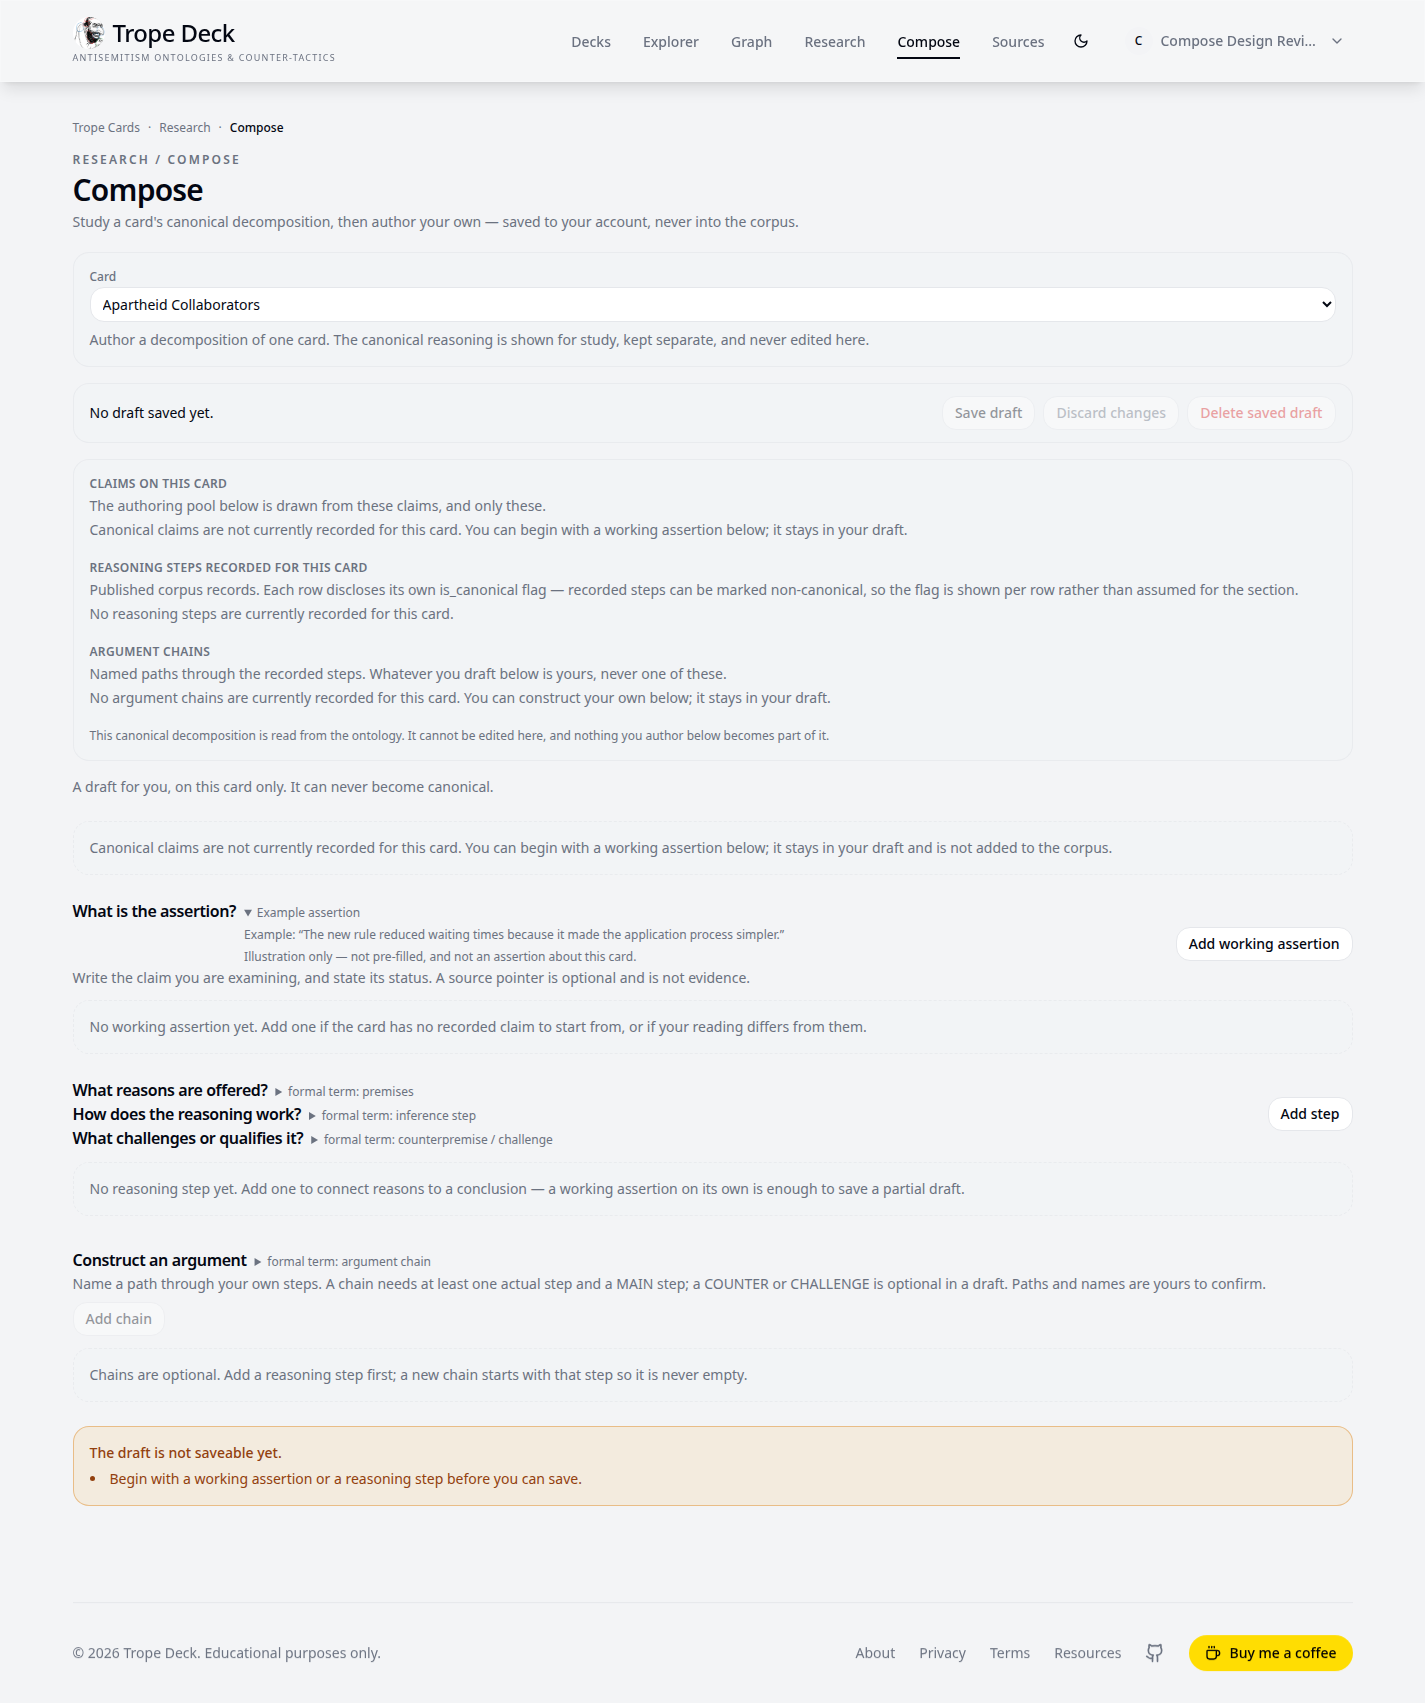 Trope Deck
ANTISEMITISM ONTOLOGIES & COUNTER-TACTICS
Decks
Explorer
Graph
Research
Compose
Sources
C
Compose Design Revi...
Trope Cards · Research · Compose
RESEARCH / COMPOSE
Compose
Study a card's canonical decomposition, then author your own — saved to your account, never into the corpus.
Card
Apartheid Collaborators
Author a decomposition of one card. The canonical reasoning is shown for study, kept separate, and never edited here.
No draft saved yet.
Save draft
Discard changes
Delete saved draft
CLAIMS ON THIS CARD
The authoring pool below is drawn from these claims, and only these.
Canonical claims are not currently recorded for this card. You can begin with a working assertion below; it stays in your draft.
REASONING STEPS RECORDED FOR THIS CARD
Published corpus records. Each row discloses its own is_canonical flag — recorded steps can be marked non-canonical, so the flag is shown per row rather than assumed for the section.
No reasoning steps are currently recorded for this card.
ARGUMENT CHAINS
Named paths through the recorded steps. Whatever you draft below is yours, never one of these.
No argument chains are currently recorded for this card. You can construct your own below; it stays in your draft.
This canonical decomposition is read from the ontology. It cannot be edited here, and nothing you author below becomes part of it.
A draft for you, on this card only. It can never become canonical.
Canonical claims are not currently recorded for this card. You can begin with a working assertion below; it stays in your draft and is not added to the corpus.
What is the assertion? ▼ Example assertion
Example: “The new rule reduced waiting times because it made the application process simpler.”
Illustration only — not pre-filled, and not an assertion about this card.
Add working assertion
Write the claim you are examining, and state its status. A source pointer is optional and is not evidence.
No working assertion yet. Add one if the card has no recorded claim to start from, or if your reading differs from them.
What reasons are offered? ▶ formal term: premises
How does the reasoning work? ▶ formal term: inference step
What challenges or qualifies it? ▶ formal term: counterpremise / challenge
Add step
No reasoning step yet. Add one to connect reasons to a conclusion — a working assertion on its own is enough to save a partial draft.
Construct an argument ▶ formal term: argument chain
Name a path through your own steps. A chain needs at least one actual step and a MAIN step; a COUNTER or CHALLENGE is optional in a draft. Paths and names are yours to confirm.
Add chain
Chains are optional. Add a reasoning step first; a new chain starts with that step so it is never empty.
The draft is not saveable yet.
• Begin with a working assertion or a reasoning step before you can save.
© 2026 Trope Deck. Educational purposes only.
About
Privacy
Terms
Resources
Buy me a coffee